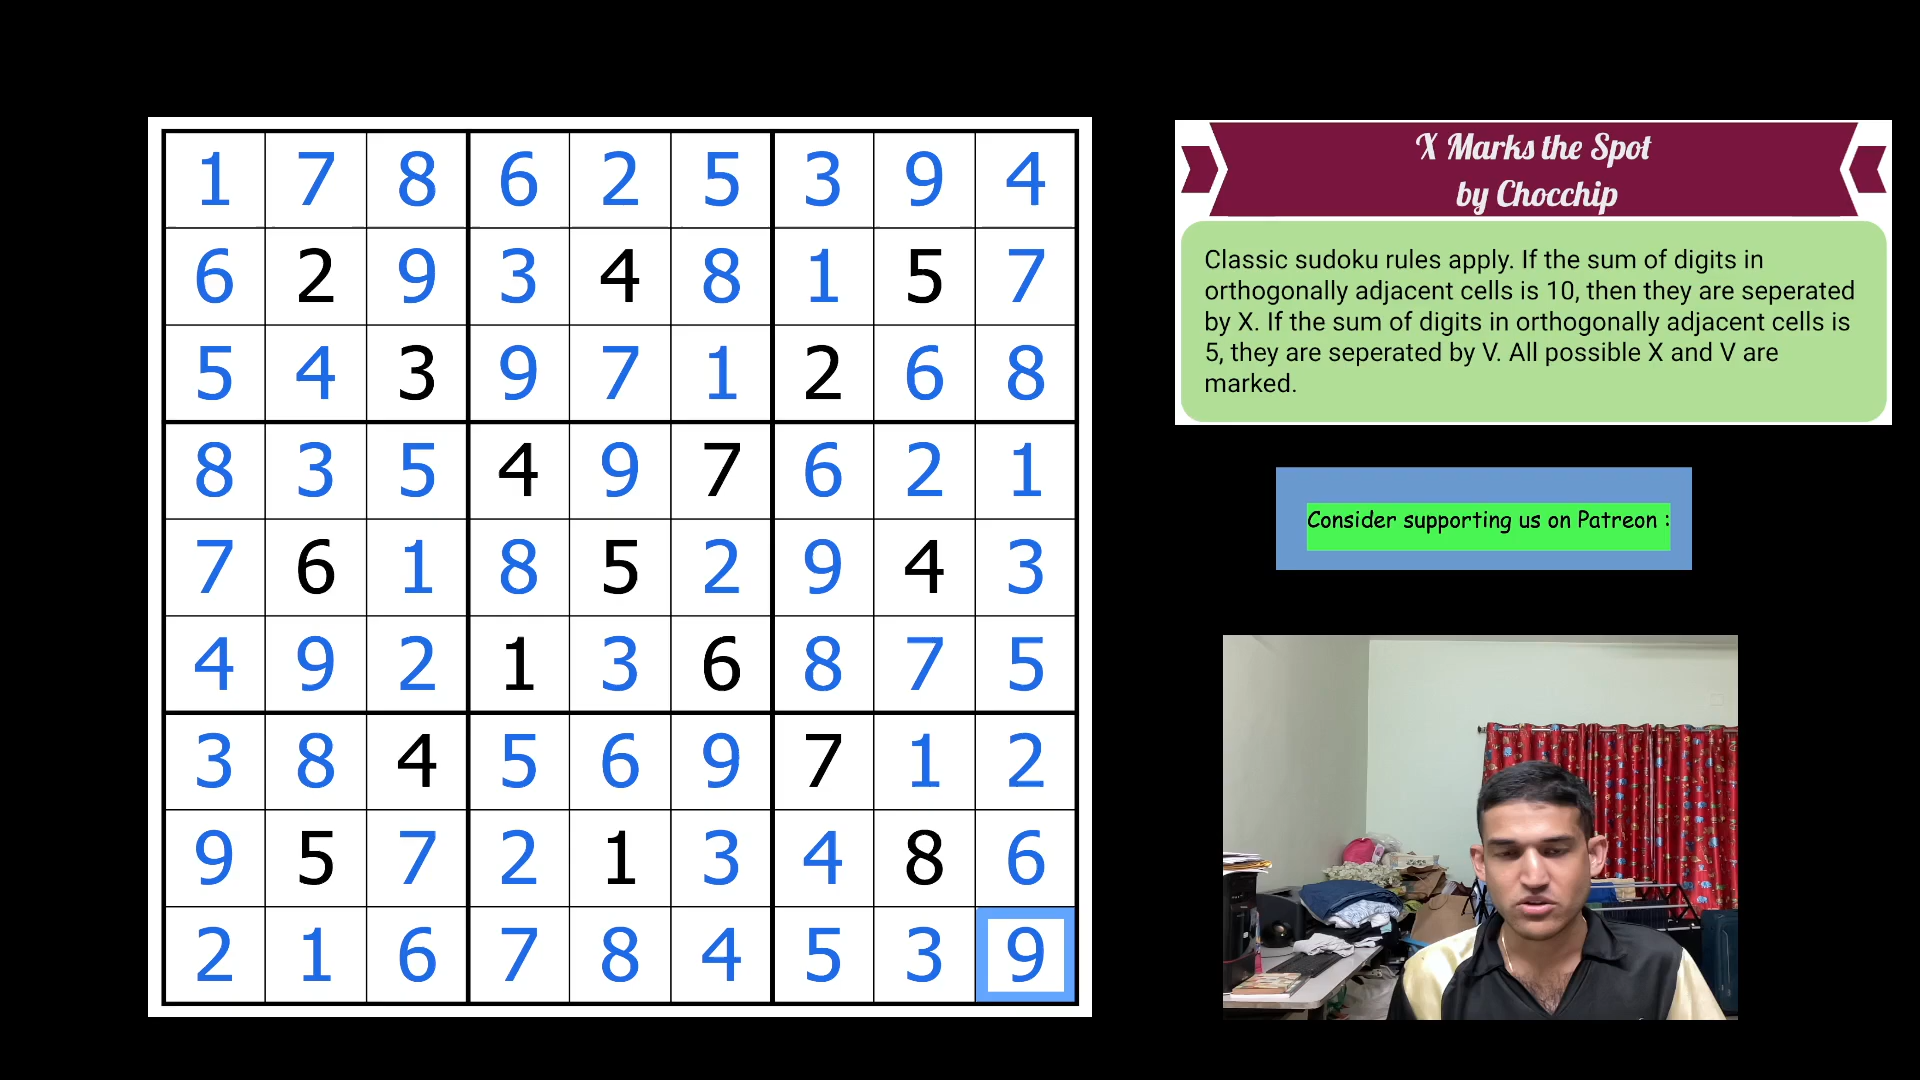 1 7 8 6 2 5 3 9 4
6 2 9 3 4 8 1 5 7
5 4 3 9 7 1 2 6 8
8 3 5 4 9 7 6 2 1
7 6 1 8 5 2 9 4 3
4 9 2 1 3 6 8 7 5
3 8 4 5 6 9 7 1 2
9 5 7 2 1 3 4 8 6
2 1 6 7 8 4 5 3 9
X Marks the Spot
by Chocchip
Classic sudoku rules apply. If the sum of digits in
orthogonally adjacent cells is 10, then they are seperated
by X. If the sum of digits in orthogonally adjacent cells is
5, they are seperated by V. All possible X and V are
marked.
Consider supporting us on Patreon :